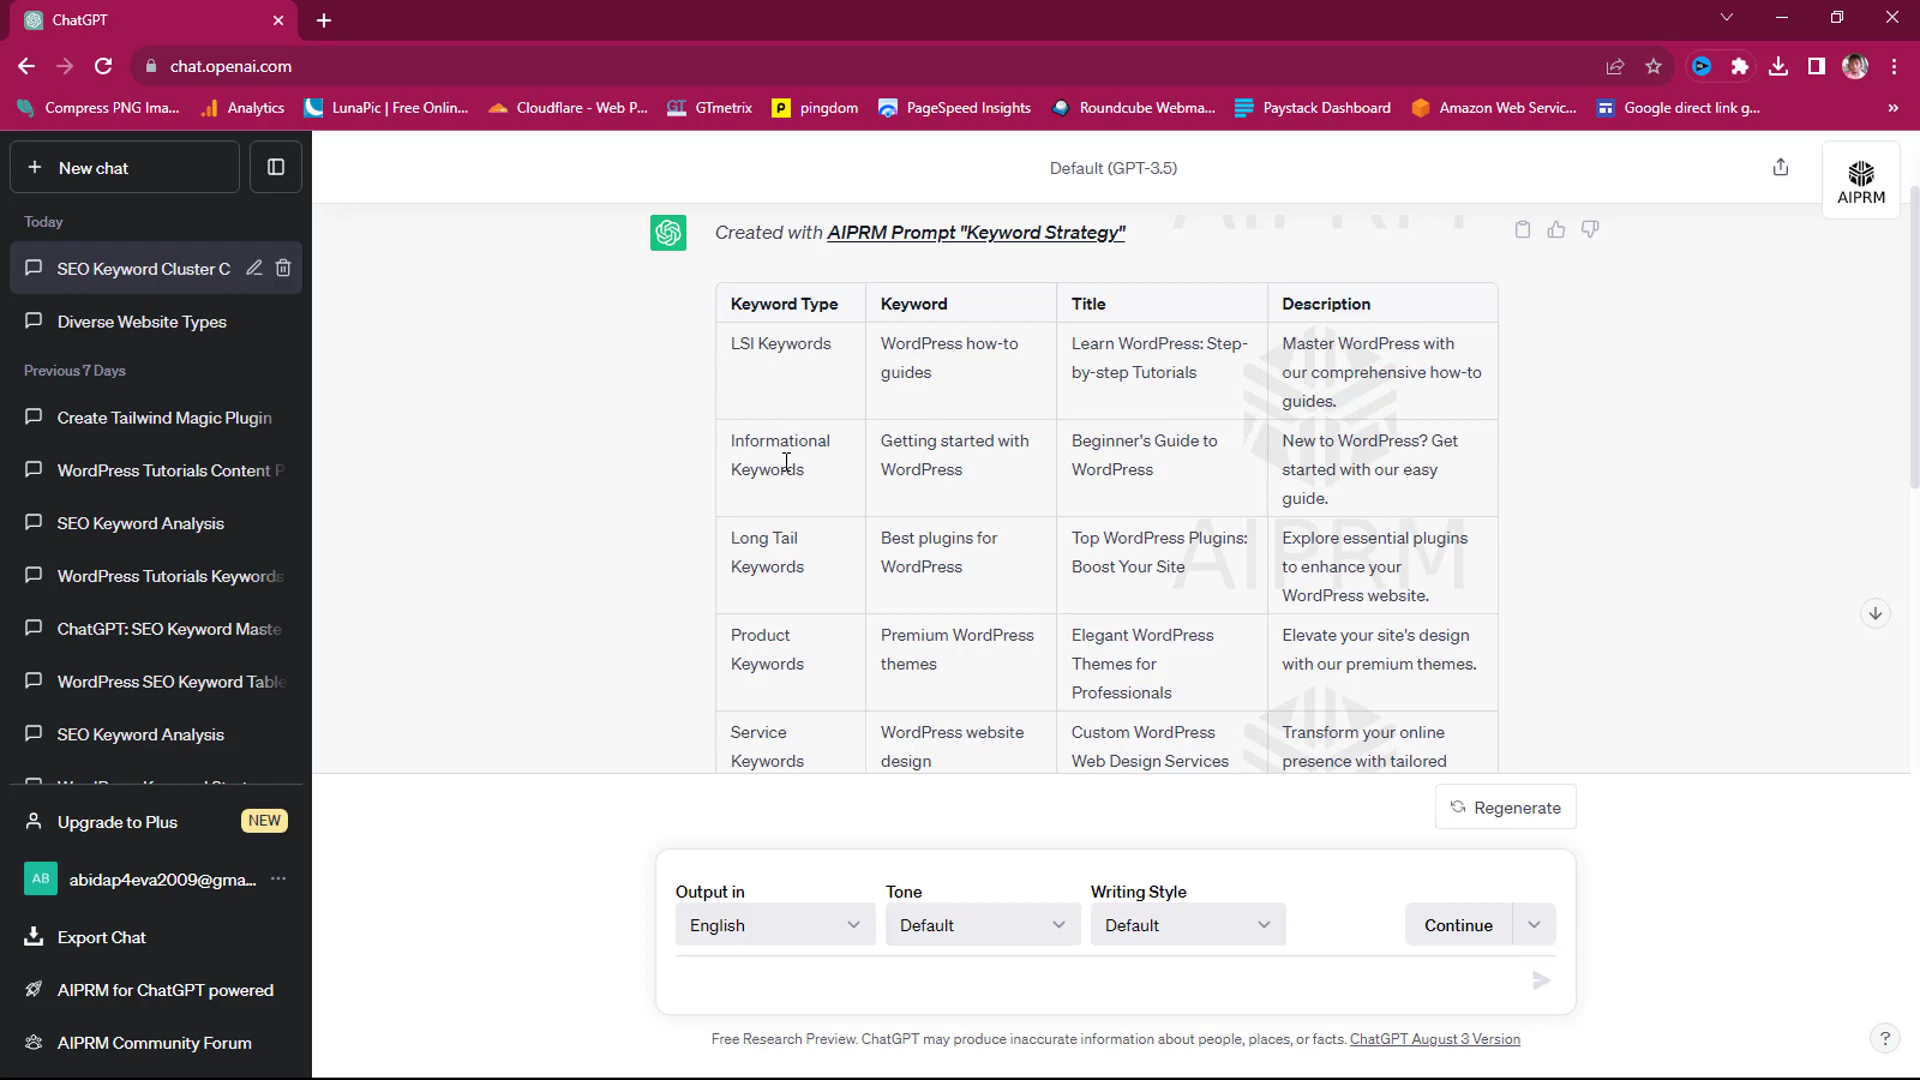 ChatGPT
chat.openai.com
Compress PNG Ima...
Analytics
LunaPic | Free Onlin...
Cloudflare - Web P...
GTmetrix
pingdom
PageSpeed Insights
Roundcube Webma...
Paystack Dashboard
Amazon Web Servic...
Google direct link g...
New chat
Default (GPT-3.5)
AIPRM
Today
SEO Keyword Cluster C
Diverse Website Types
Previous 7 Days
Create Tailwind Magic Plugin
WordPress Tutorials Content P
SEO Keyword Analysis
WordPress Tutorials Keywords
ChatGPT: SEO Keyword Maste
WordPress SEO Keyword Table
SEO Keyword Analysis
Upgrade to Plus
NEW
AB
abidap4eva2009@gma...
Export Chat
AIPRM for ChatGPT powered
AIPRM Community Forum
Created with AIPRM Prompt "Keyword Strategy"
Keyword Type
Keyword
Title
Description
LSI Keywords
WordPress how-to
guides
Learn WordPress: Step-
by-step Tutorials
Master WordPress with
our comprehensive how-to
guides.
Informational
Keywords
Getting started with
WordPress
Beginner's Guide to
WordPress
New to WordPress? Get
started with our easy
guide.
Long Tail
Keywords
Best plugins for
WordPress
Top WordPress Plugins:
Boost Your Site
Explore essential plugins
to enhance your
WordPress website.
AIPRM
Product
Keywords
Premium WordPress
themes
Elegant WordPress
Themes for
Professionals
Elevate your site's design
with our premium themes.
Service
Keywords
WordPress website
design
Custom WordPress
Web Design Services
Transform your online
presence with tailored
Regenerate
Output in
English
Tone
Default
Writing Style
Default
Continue
Free Research Preview. ChatGPT may produce inaccurate information about people, places, or facts. ChatGPT August 3 Version
?